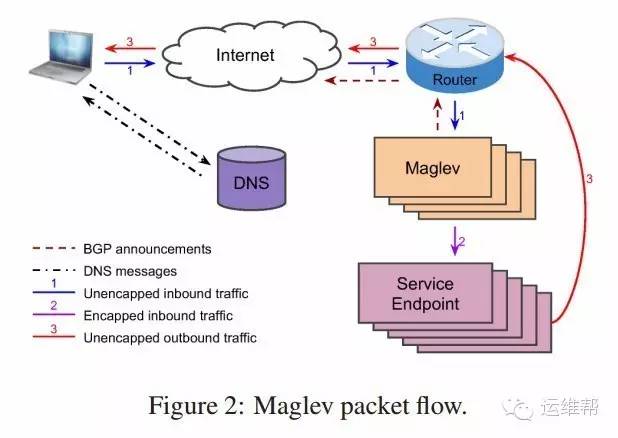 3
3
Internet
1
1
Router
1
Maglev
DNS
3
2
BGP announcements
DNS messages
1
Unencapped inbound traffic
2
Encapped inbound traffic
3
Unencapped outbound traffic
Service
Endpoint
Figure 2: Maglev packet flow.
运维帮